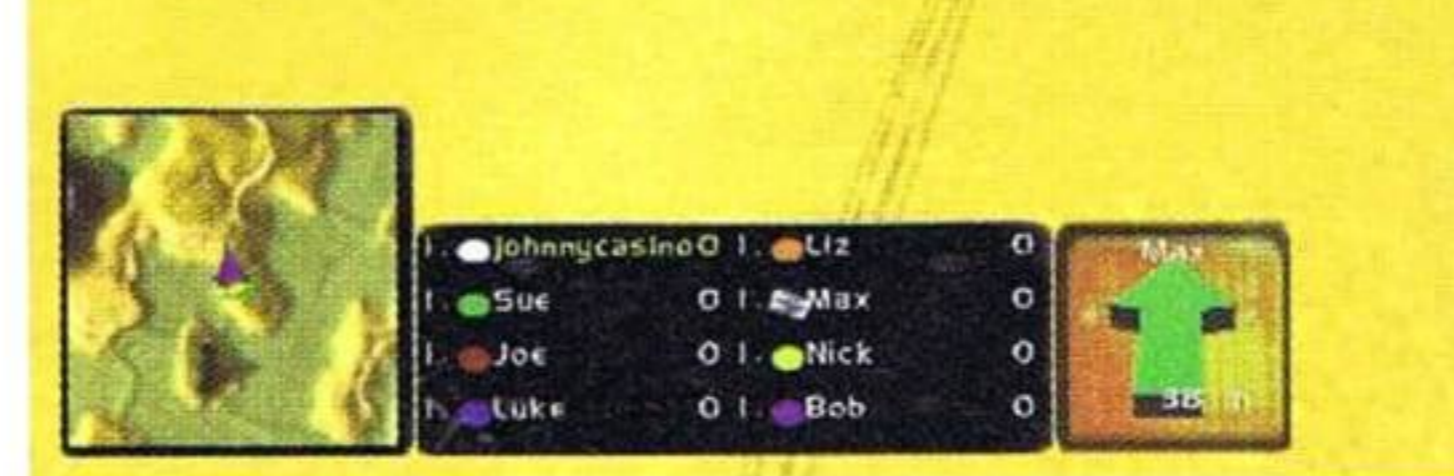 1. johnnycasino 0 1. Liz 0
1. Sue 0 1. Max 0
1. Joe 0 1. Nick 0
1. Luke 0 1. Bob 0
Max
38 m